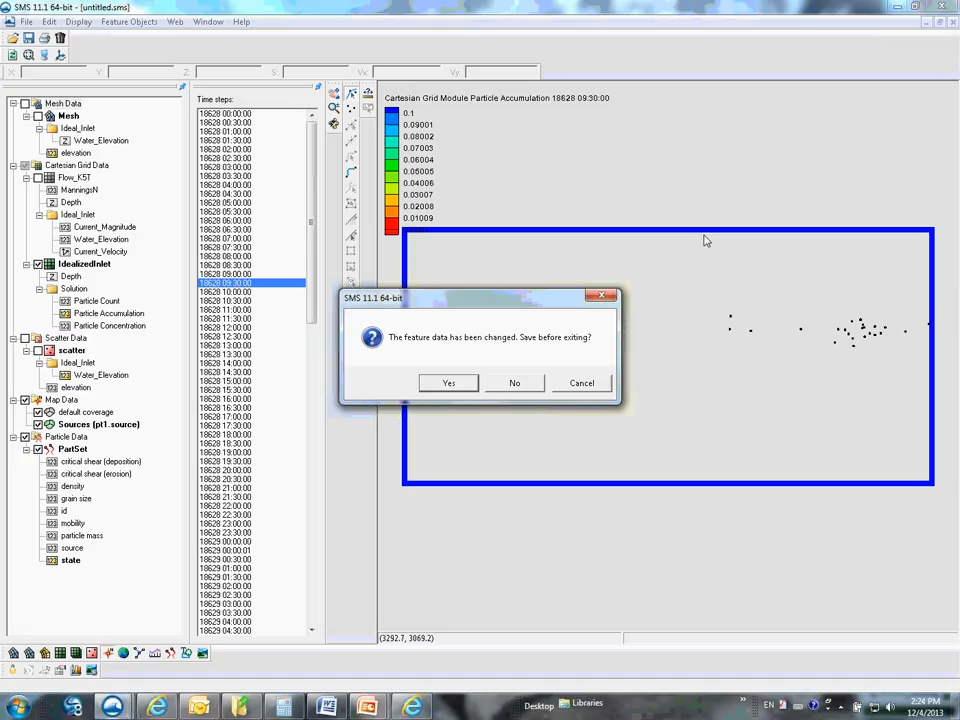 SMS 11.1 64-bit - [untitled.sms]
File Edit Display Feature Objects Web Window Help
X: Y: Z: S: Vx: Vy:
Mesh Data
Mesh
Ideal_Inlet
Water_Elevation
elevation
Cartesian Grid Data
Flow_K5T
ManningsN
Depth
Ideal_Inlet
Current_Magnitude
Water_Elevation
Current_Velocity
IdealizedInlet
Depth
Solution
Particle Count
Particle Accumulation
Particle Concentration
Scatter Data
scatter
Ideal_Inlet
Water_Elevation
elevation
Map Data
default coverage
Sources (pt1.source)
Particle Data
PartSet
critical shear (deposition)
critical shear (erosion)
density
grain size
id
mobility
particle mass
source
state
Time steps:
18628 00:00:00
18628 00:30:00
18628 01:00:00
18628 01:30:00
18628 02:00:00
18628 02:30:00
18628 03:00:00
18628 03:30:00
18628 04:00:00
18628 04:30:00
18628 05:00:00
18628 05:30:00
18628 06:00:00
18628 06:30:00
18628 07:00:00
18628 07:30:00
18628 08:00:00
18628 08:30:00
18628 09:00:00
18628 09:30:00
18628 10:00:00
18628 10:30:00
18628 11:00:00
18628 11:30:00
18628 12:00:00
18628 12:30:00
18628 13:00:00
18628 13:30:00
18628 14:00:00
18628 14:30:00
18628 15:00:00
18628 15:30:00
18628 16:00:00
18628 16:30:00
18628 17:00:00
18628 17:30:00
18628 18:00:00
18628 18:30:00
18628 19:00:00
18628 19:30:00
18628 20:00:00
18628 20:30:00
18628 21:00:00
18628 21:30:00
18628 22:00:00
18628 22:30:00
18628 23:00:00
18628 23:30:00
18629 00:00:00
18629 00:00:01
18629 00:30:00
18629 01:00:00
18629 01:30:00
18629 02:00:00
18629 02:30:00
18629 03:00:00
18629 03:30:00
18629 04:00:00
18629 04:30:00
Cartesian Grid Module Particle Accumulation 18628 09:30:00
0.1
0.09001
0.08002
0.07003
0.06004
0.05005
0.04006
0.03007
0.02008
0.01009
SMS 11.1 64-bit
The feature data has been changed. Save before exiting?
Yes No Cancel
(3292.7, 3069.2)
Desktop Libraries EN 2:24 PM
12/4/2013